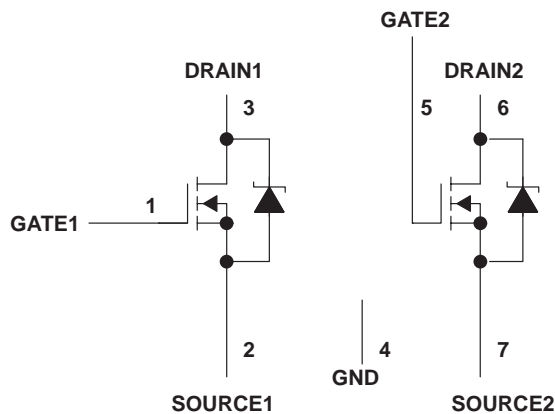 GATE2
DRAIN1 DRAIN2
3 5 6
1
GATE1
2 4 7
GND
SOURCE1 SOURCE2